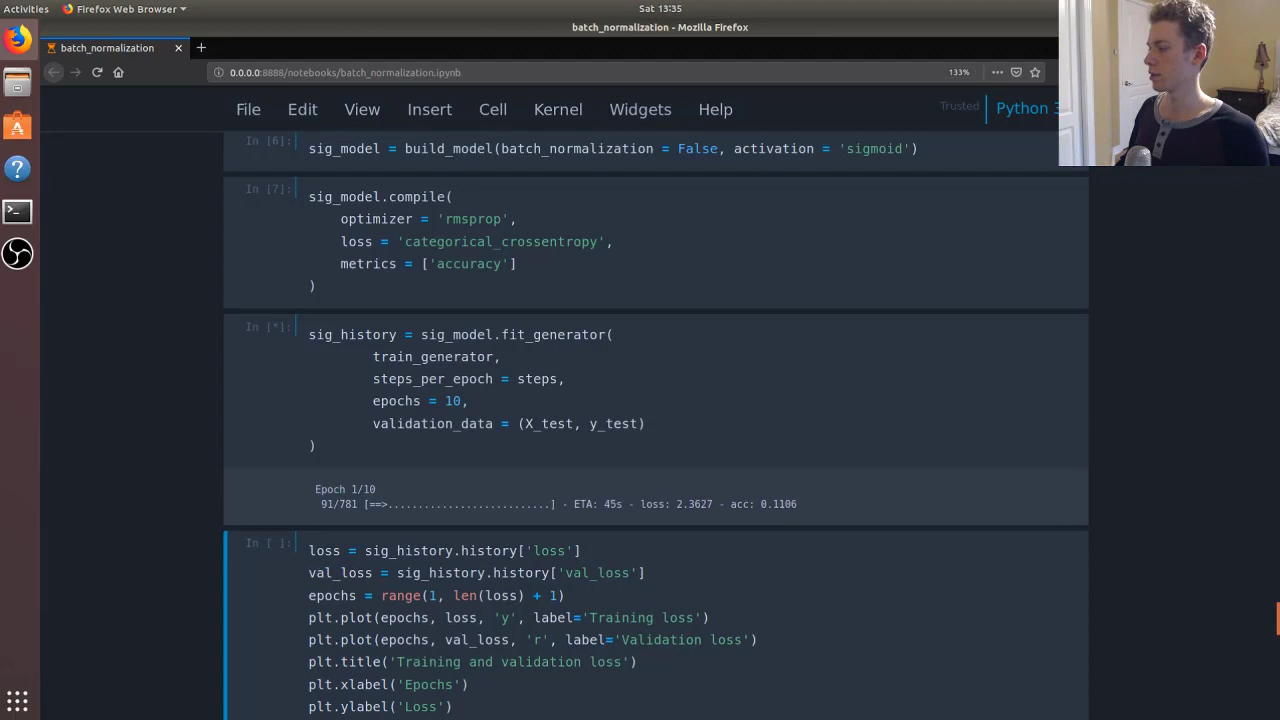 Activities
Firefox Web Browser
Sat 13:35
batch_normalization - Mozilla Firefox
batch_normalization
0.0.0.0:8888/notebooks/batch_normalization.ipynb
133%
File Edit View Insert Cell Kernel Widgets Help
Trusted
Python 3
In [6]:
sig_model = build_model(batch_normalization = False, activation = 'sigmoid')
In [7]:
sig_model.compile(
optimizer = 'rmsprop',
loss = 'categorical_crossentropy',
metrics = ['accuracy']
)
In [*]:
sig_history = sig_model.fit_generator(
train_generator,
steps_per_epoch = steps,
epochs = 10,
validation_data = (X_test, y_test)
)
Epoch 1/10
91/781 [==>...........................] - ETA: 45s - loss: 2.3627 - acc: 0.1106
In [ ]:
loss = sig_history.history['loss']
val_loss = sig_history.history['val_loss']
epochs = range(1, len(loss) + 1)
plt.plot(epochs, loss, 'y', label='Training loss')
plt.plot(epochs, val_loss, 'r', label='Validation loss')
plt.title('Training and validation loss')
plt.xlabel('Epochs')
plt.ylabel('Loss')